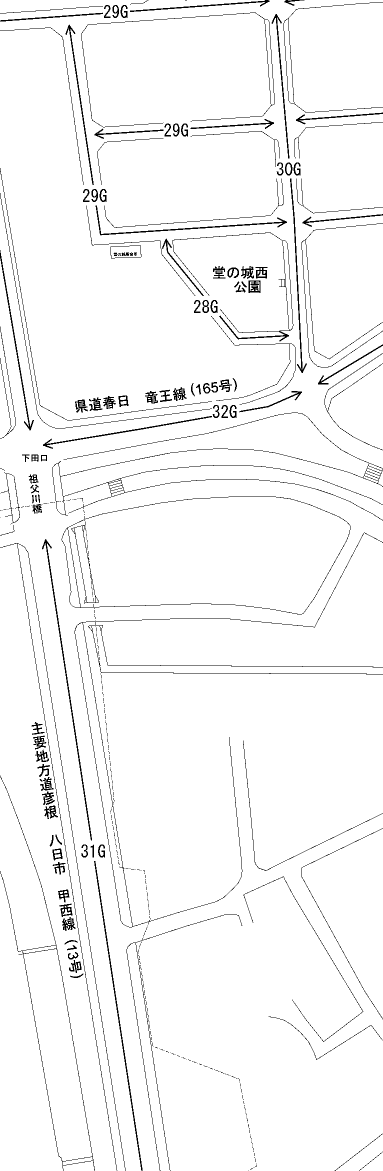 29G
29G
30G
29G
堂の城西
公園
28G
県道春日 竜王線 (165号)
32G
下田口
祖父川橋
主要地方道彦根 八日市 甲西線 (13号)
31G